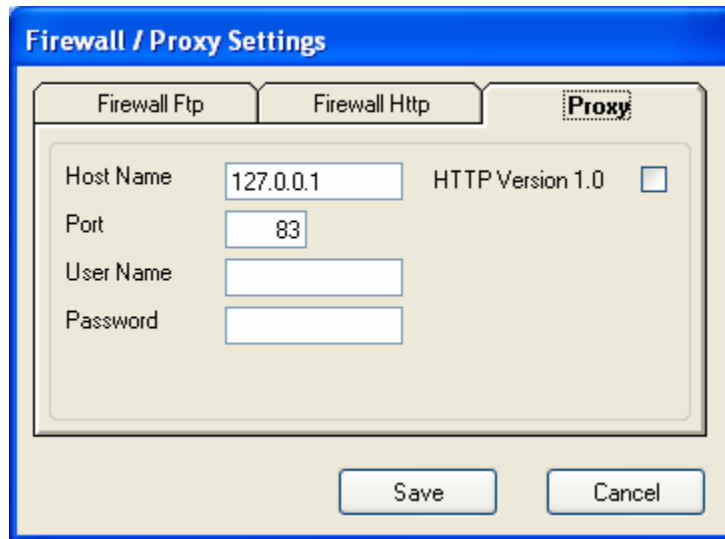 Firewall / Proxy Settings
Firewall Ftp Firewall Http Proxy
Host Name 127.0.0.1 HTTP Version 1.0
Port 83
User Name
Password
Save Cancel